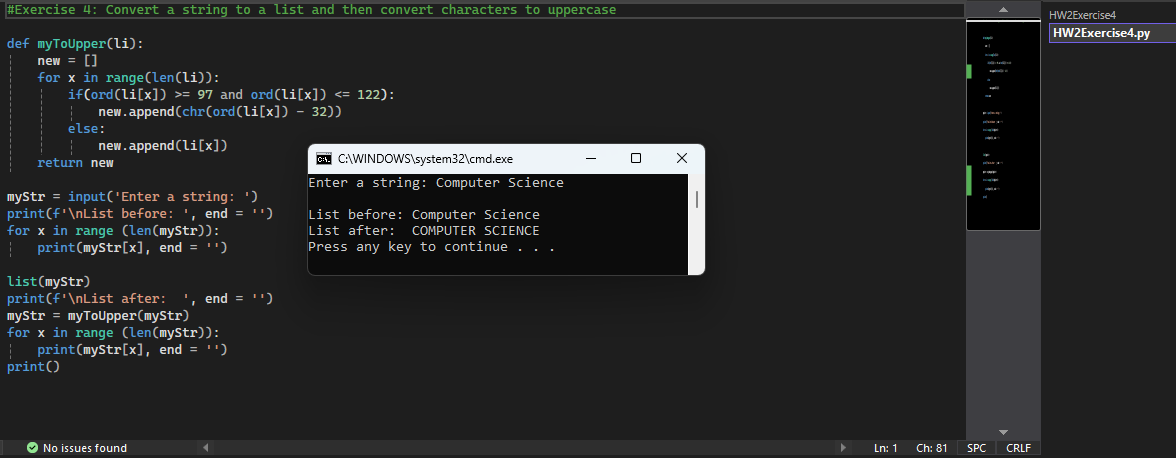 #Exercise 4: Convert a string to a list and then convert characters to uppercase
def myToUpper(li):
    new = []
    for x in range(len(li)):
        if(ord(li[x]) >= 97 and ord(li[x]) <= 122):
            new.append(chr(ord(li[x]) - 32))
        else:
            new.append(li[x])
    return new
myStr = input('Enter a string: ')
print(f'\nList before: ', end = '')
for x in range (len(myStr)):
    print(myStr[x], end = '')
list(myStr)
print(f'\nList after:  ', end = '')
myStr = myToUpper(myStr)
for x in range (len(myStr)):
    print(myStr[x], end = '')
print()
C:\WINDOWS\system32\cmd.exe
Enter a string: Computer Science
List before: Computer Science
List after:  COMPUTER SCIENCE
Press any key to continue . . .
HW2Exercise4
HW2Exercise4.py
No issues found
Ln: 1 Ch: 81 SPC CRLF